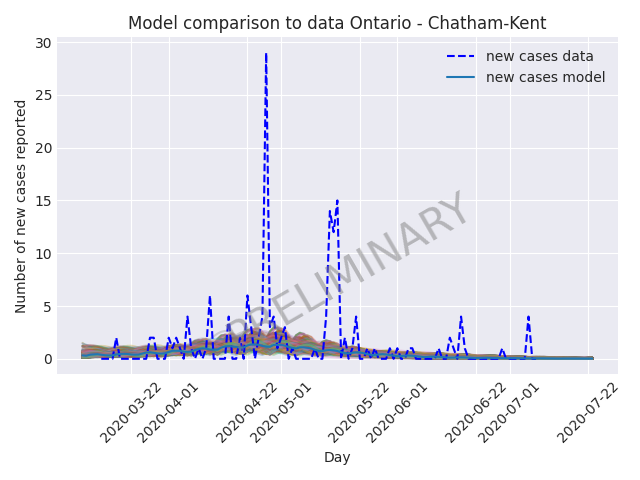 Model comparison to data Ontario - Chatham-Kent
Number of new cases reported
30
25
20
15
10
5
0
new cases data
new cases model
PRELIMINARY
2020-03-22
2020-04-01
2020-04-22
2020-05-01
2020-05-22
2020-06-01
2020-06-22
2020-07-01
2020-07-22
Day